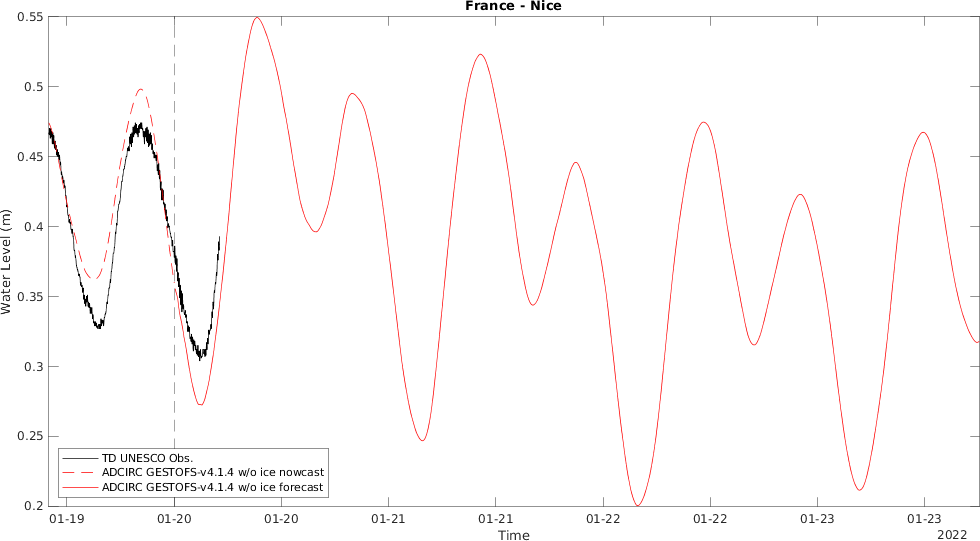 France - Nice
0.55
0.5
0.45
0.4
0.35
0.3
0.25
0.2
Water Level (m)
TD UNESCO Obs.
ADCIRC GESTOFS-v4.1.4 w/o ice nowcast
ADCIRC GESTOFS-v4.1.4 w/o ice forecast
01-19 01-20 01-20 01-21 01-21 01-22 01-22 01-23 01-23
Time
2022